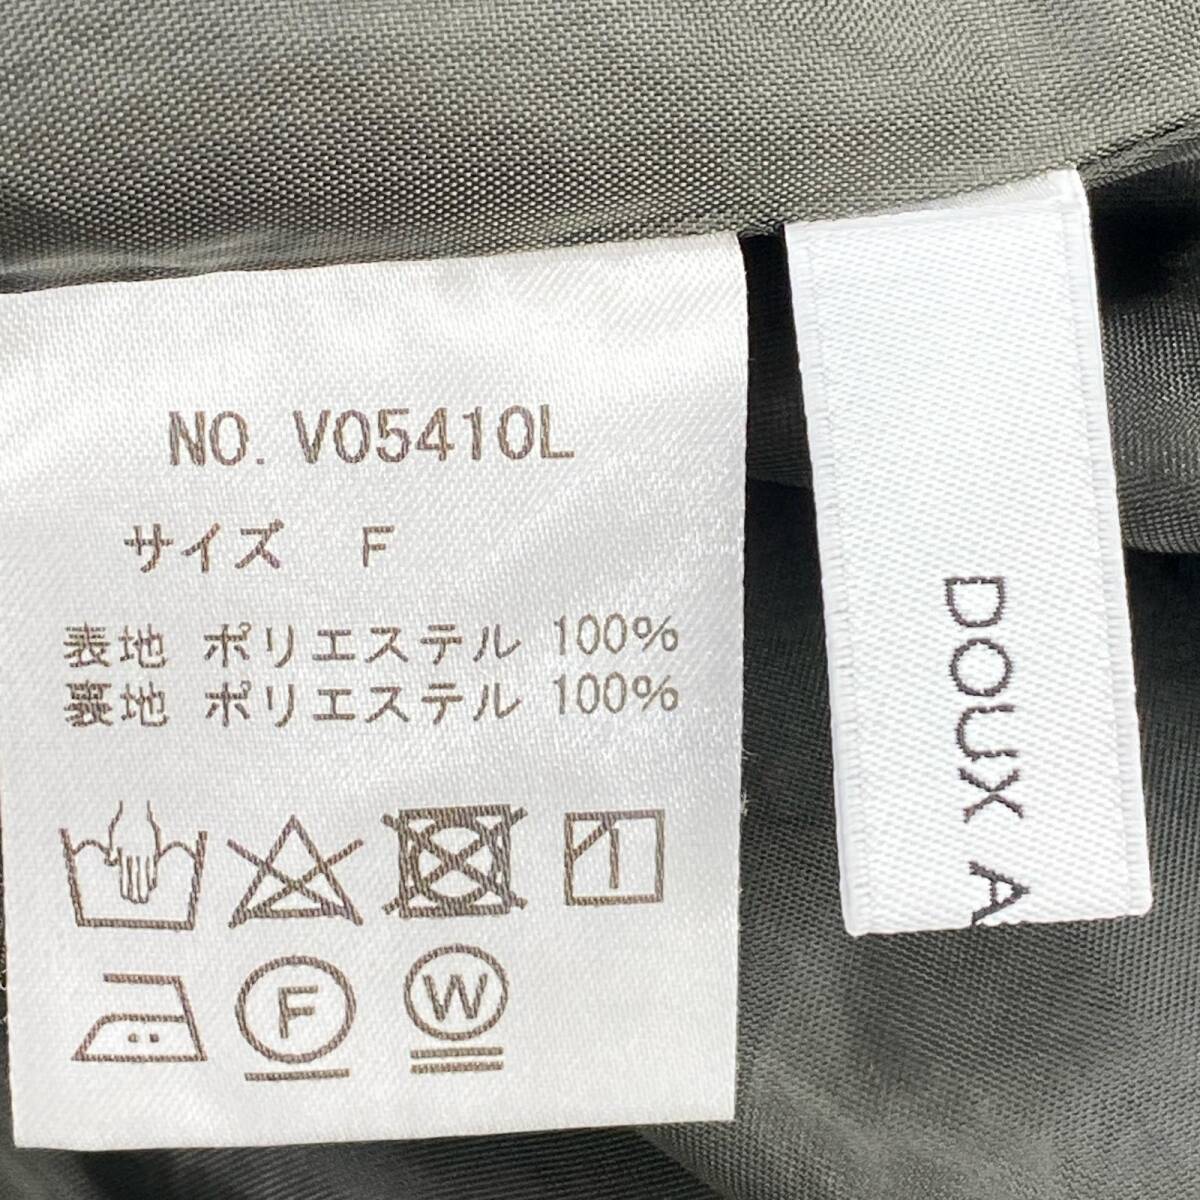 NO. V05410L
サイズ F
表地 ポリエステル 100%
裏地 ポリエステル 100%
F
W
DOUX A